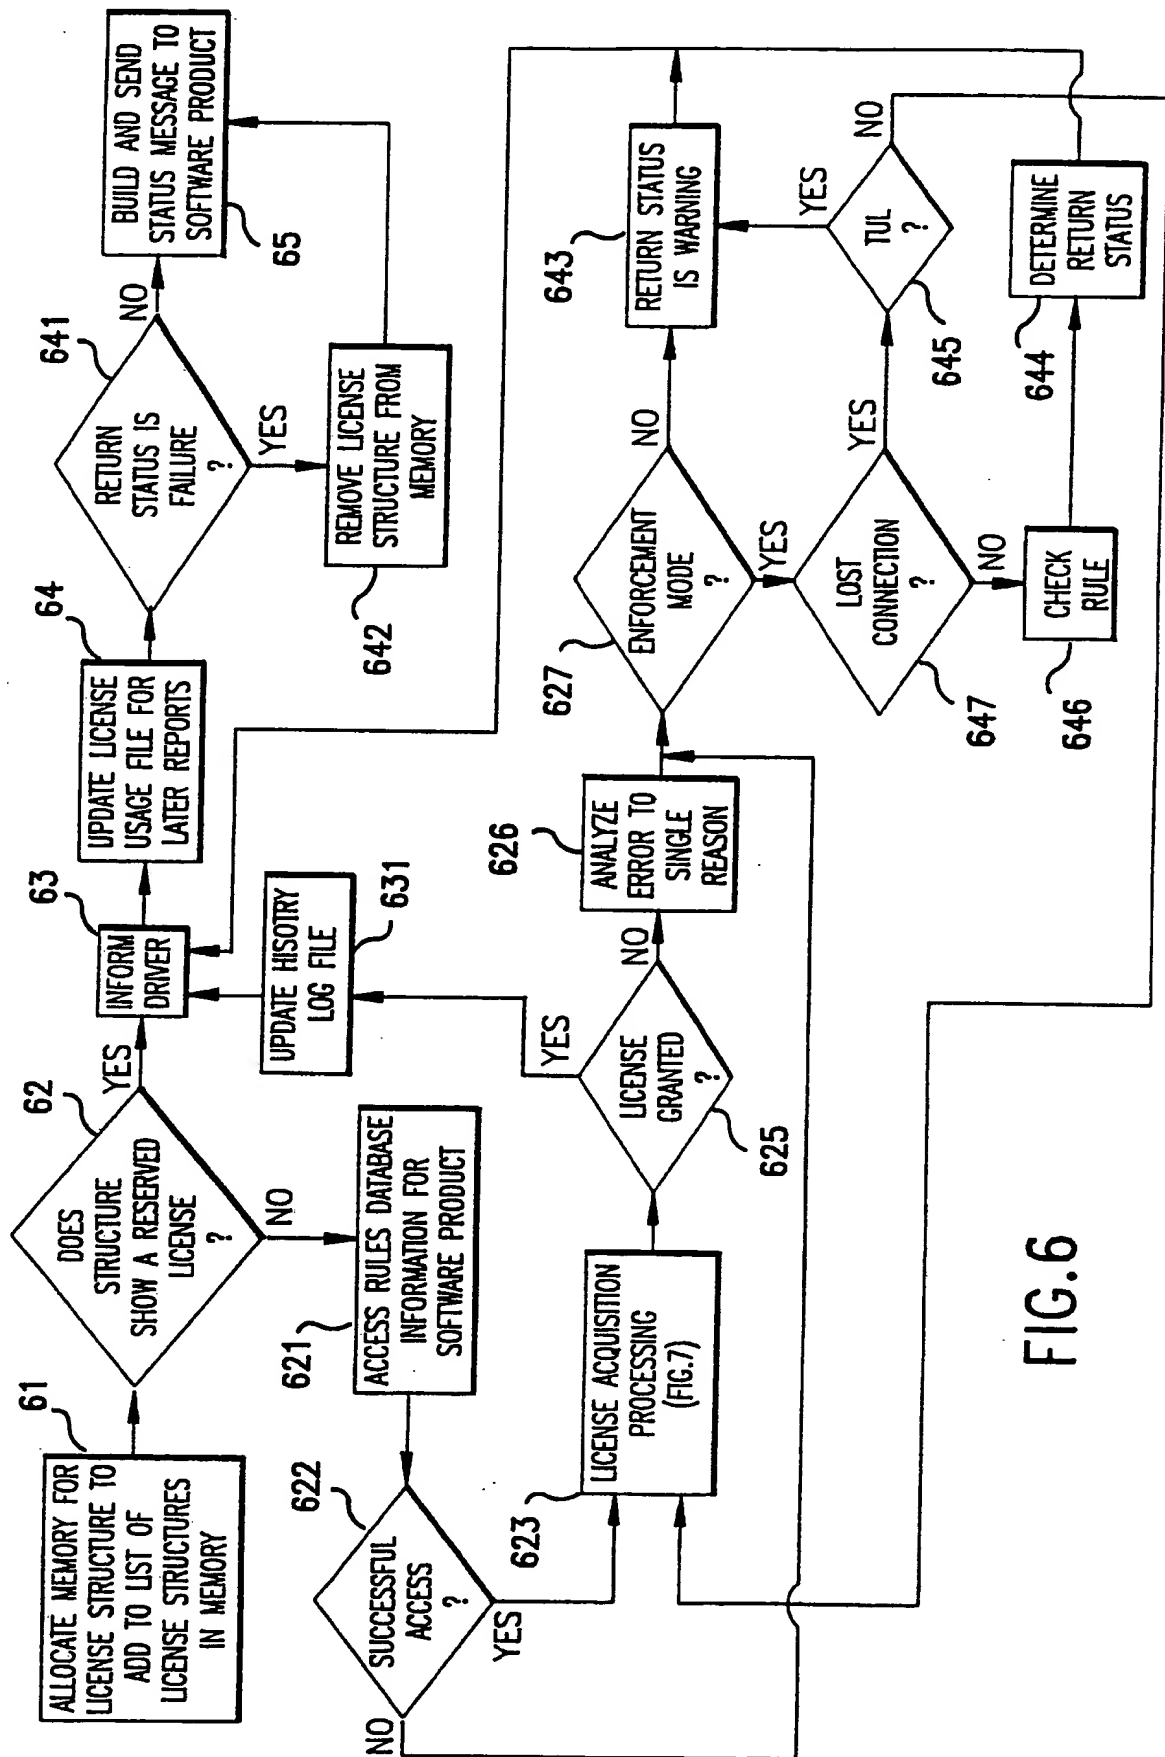 61
ALLOCATE MEMORY FOR
LICENSE STRUCTURE TO
ADD TO LIST OF
LICENSE STRUCTURES
IN MEMORY
62
DOES
STRUCTURE
SHOW A RESERVED
LICENSE
?
YES
NO
63
INFORM
DRIVER
64
UPDATE LICENSE
USAGE FILE FOR
LATER REPORTS
641
RETURN
STATUS IS
FAILURE
?
NO
YES
BUILD AND SEND
STATUS MESSAGE TO
SOFTWARE PRODUCT
65
REMOVE LICENSE
STRUCTURE FROM
MEMORY
642
UPDATE HISOTRY
LOG FILE
631
621
ACCESS RULES DATABASE
INFORMATION FOR
SOFTWARE PRODUCT
622
SUCCESSFUL
ACCESS
?
NO
YES
623
LICENSE ACQUISITION
PROCESSING
(FIG.7)
LICENSE
GRANTED
?
625
YES
NO
626
ANALYZE
ERROR TO
SINGLE
REASON
627
ENFORCEMENT
MODE
?
NO
YES
643
RETURN STATUS
IS WARNING
LOST
CONNECTION
?
647
YES
NO
TUL
?
645
YES
NO
CHECK
RULE
646
644
DETERMINE
RETURN
STATUS
FIG.6